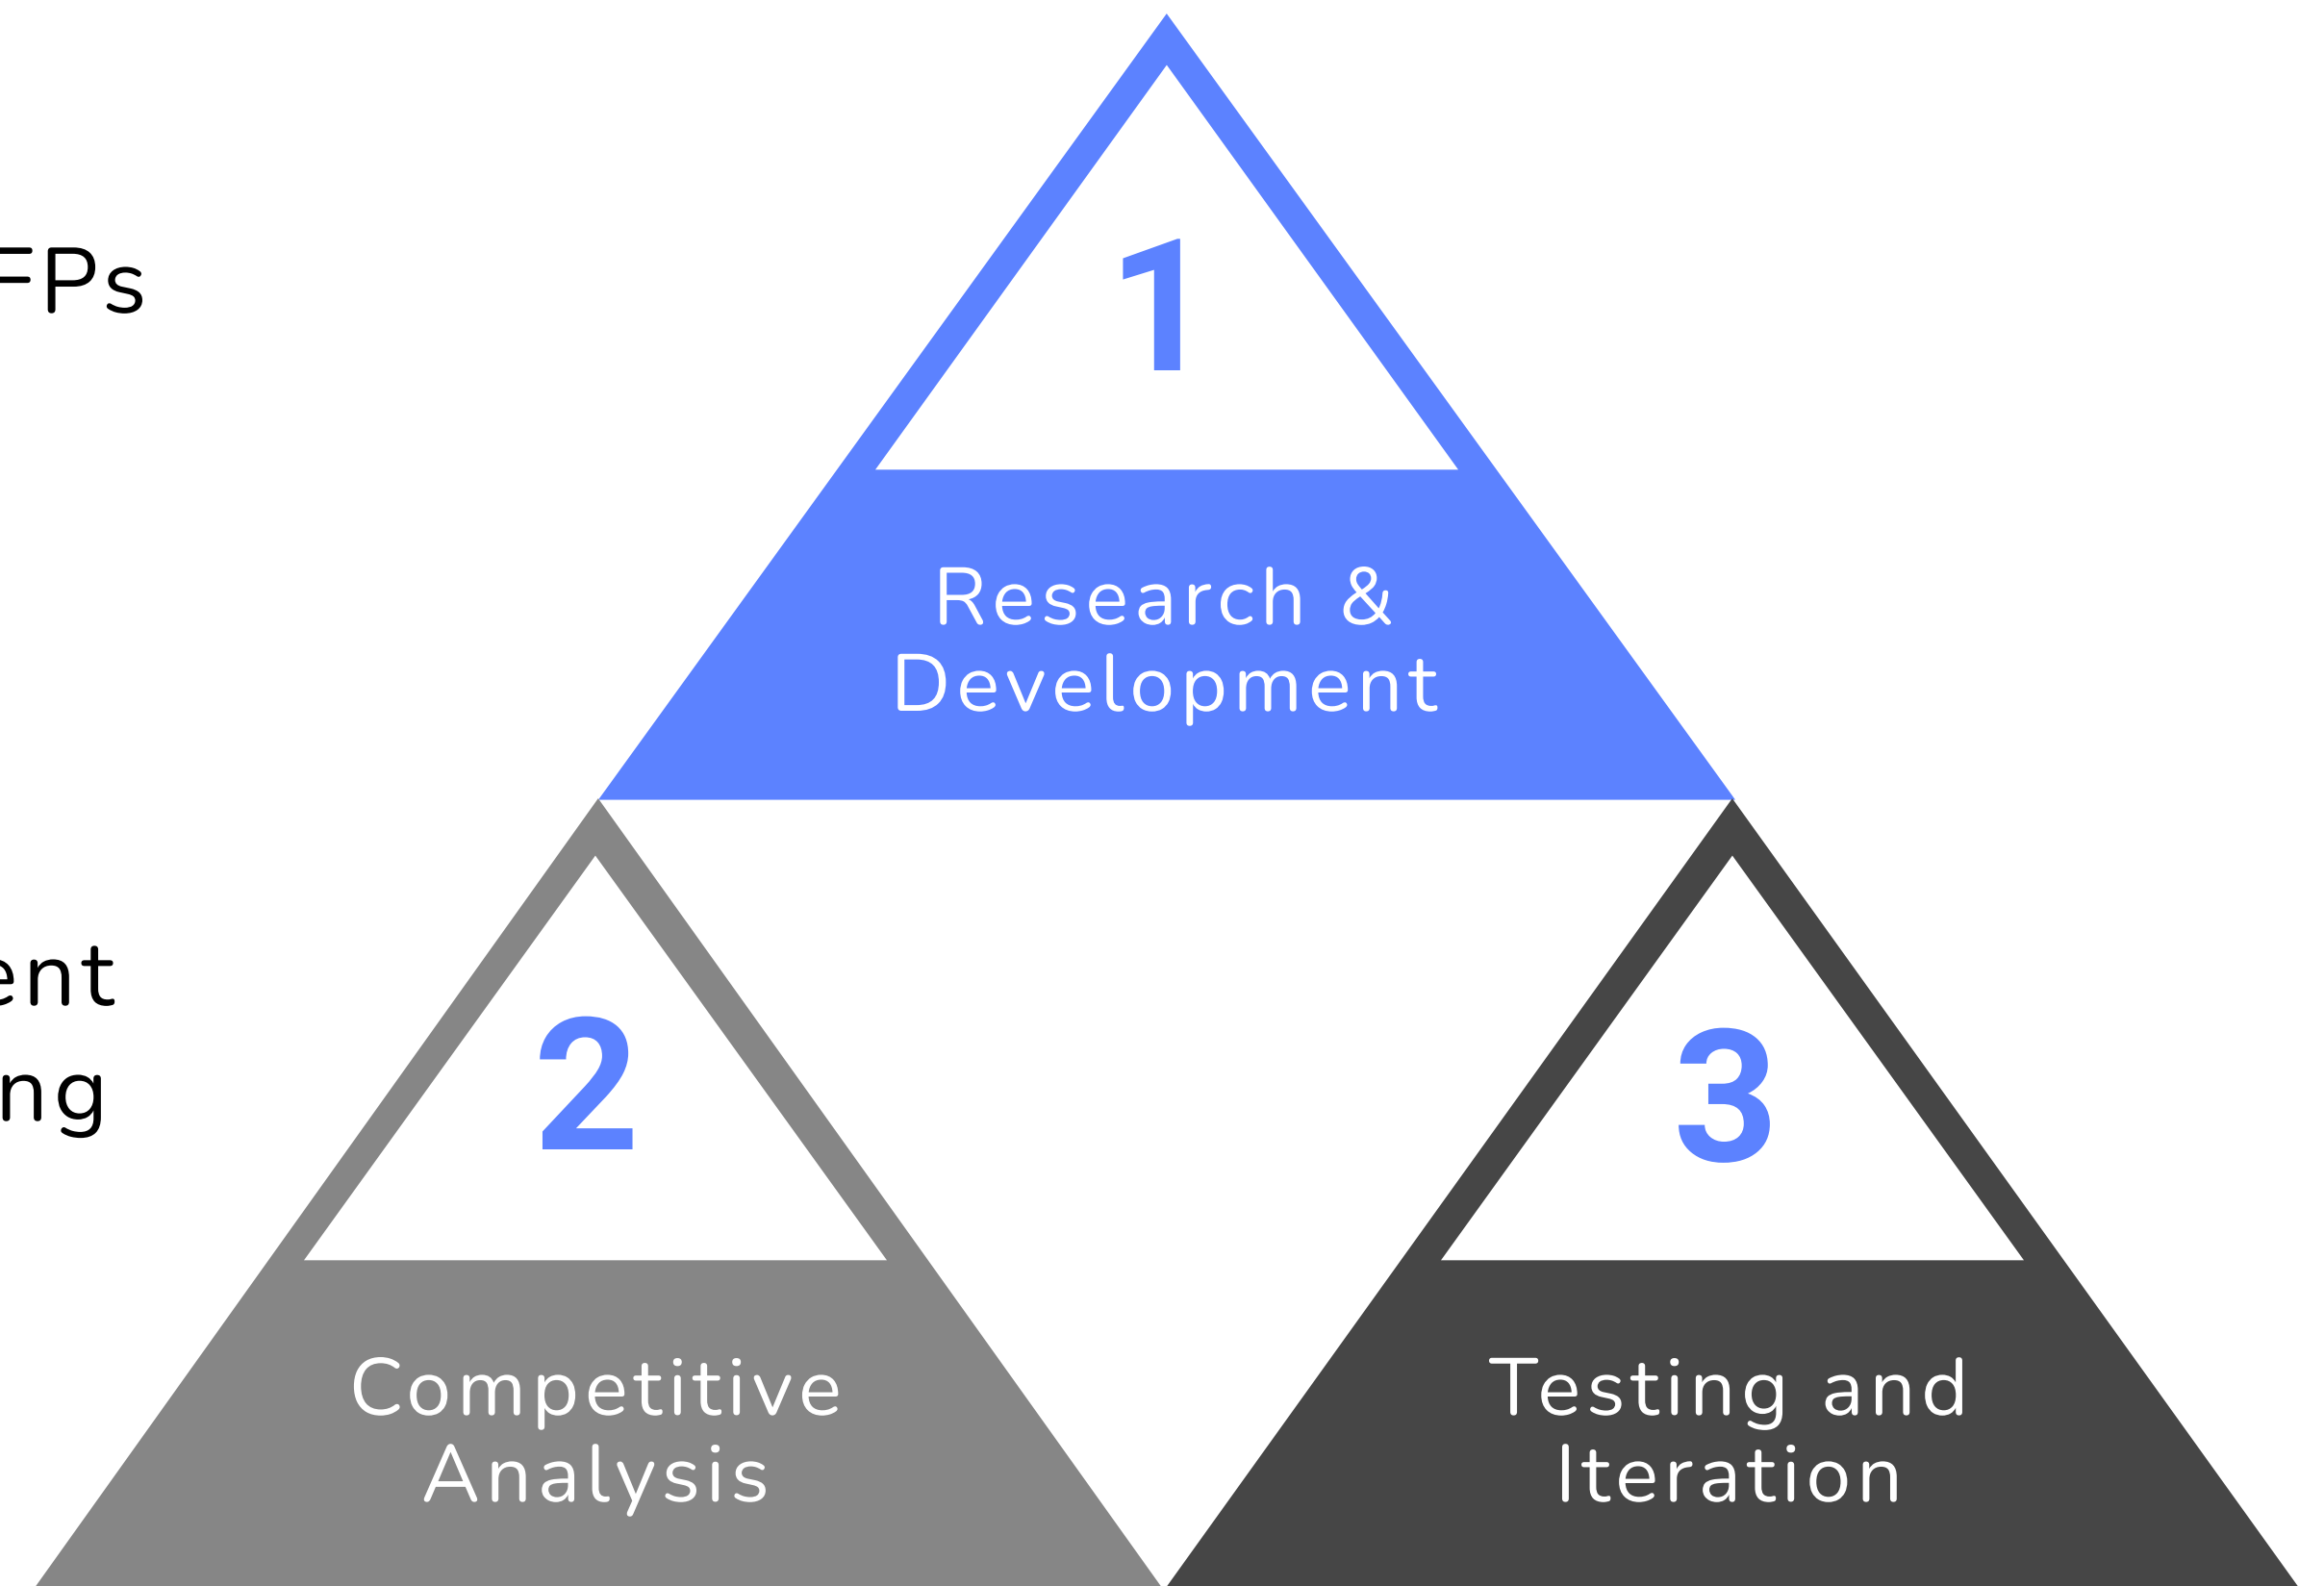 FPs
ent
ng
1
Research &
Development
2
Competitive
Analysis
3
Testing and
Iteration